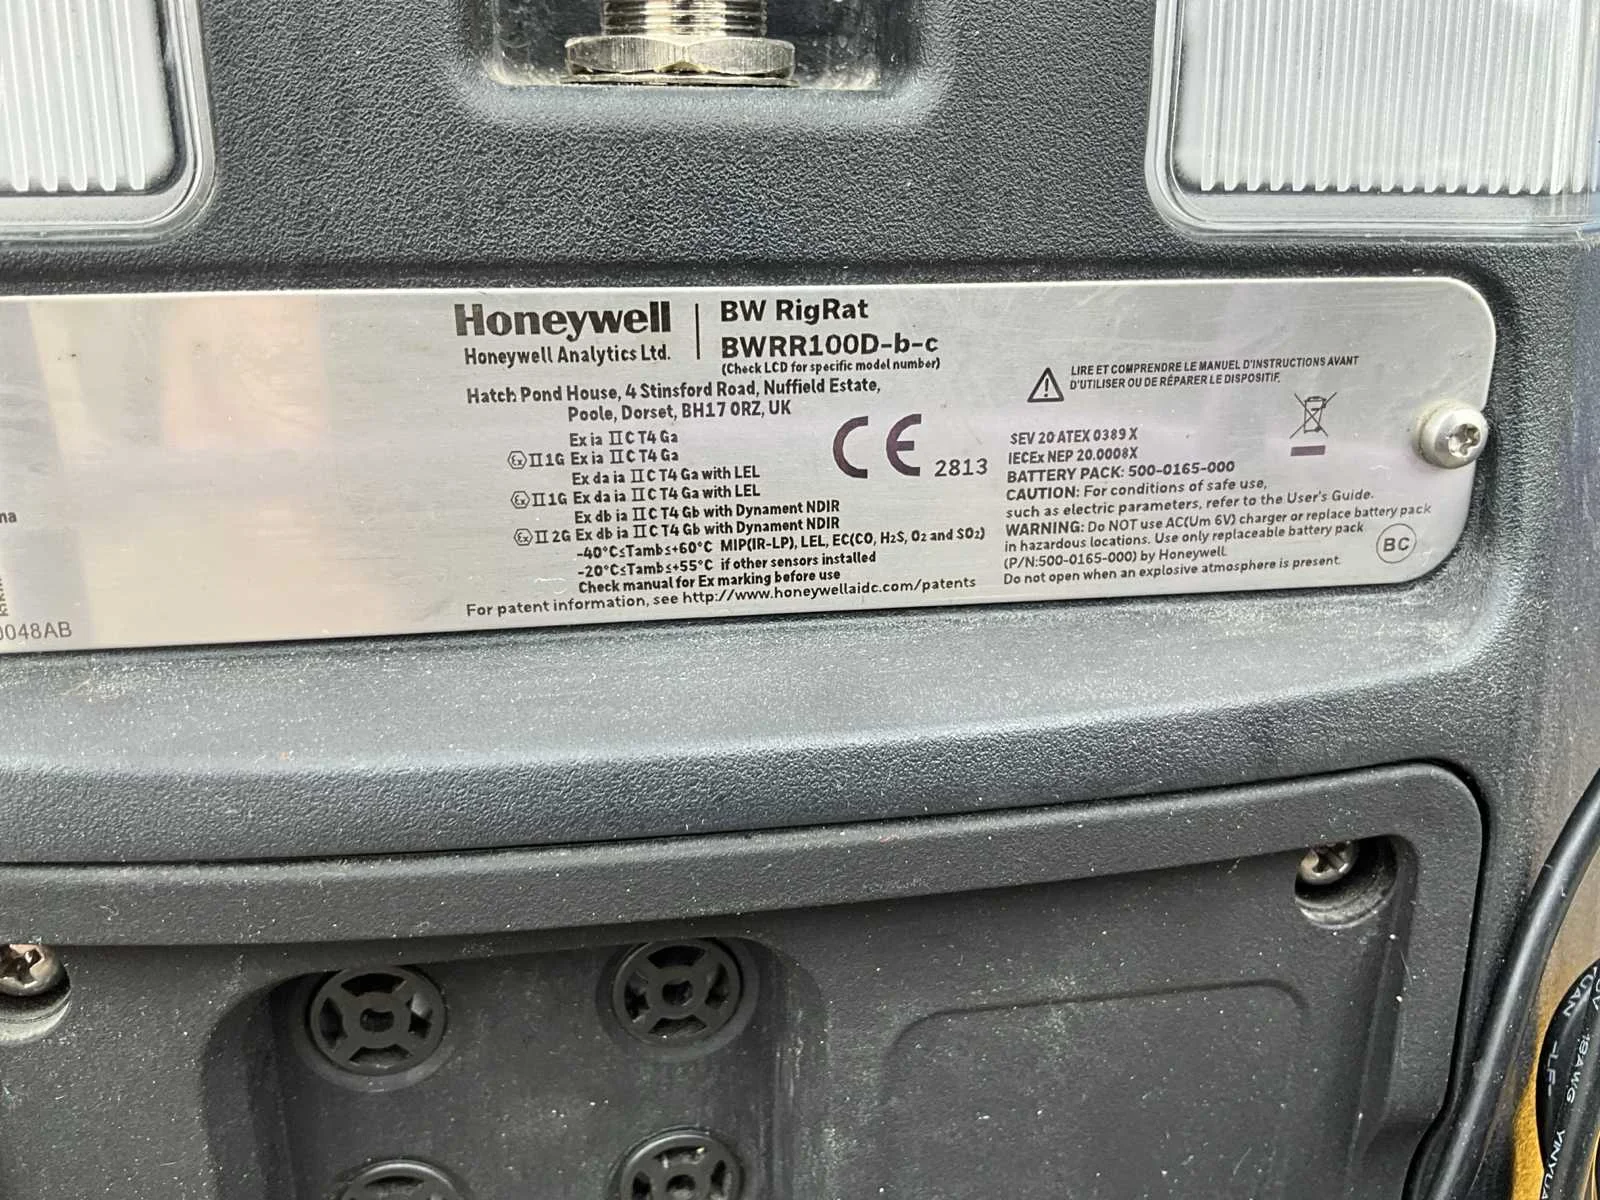 Honeywell
Honeywell Analytics Ltd.
BW RigRat
BWRR100D-b-c
(Check LCD for specific model number)
Hatch Pond House, 4 Stinsford Road, Nuffield Estate,
Poole, Dorset, BH17 0RZ, UK
Ex ia IIC T4 Ga
Ex II 1G Ex ia IIC T4 Ga
Ex da ia IIC T4 Ga with LEL
Ex II 1G Ex da ia IIC T4 Ga with LEL
Ex db ia IIC T4 Gb with Dynament NDIR
Ex II 2G Ex db ia IIC T4 Gb with Dynament NDIR
-40°C≤Tamb≤+60°C MIP(IR-LP), LEL, EC(CO, H2S, O2 and SO2)
-20°C≤Tamb≤+55°C if other sensors installed
Check manual for Ex marking before use
For patent information, see http://www.honeywellaidc.com/patents
CE 2813
LIRE ET COMPRENDRE LE MANUEL D'INSTRUCTIONS AVANT
D'UTILISER OU DE RÉPARER LE DISPOSITIF.
SEV 20 ATEX 0389 X
IECEx NEP 20.0008X
BATTERY PACK: 500-0165-000
CAUTION: For conditions of safe use,
such as electric parameters, refer to the User's Guide.
WARNING: Do NOT use AC(Um 6V) charger or replace battery pack
in hazardous locations. Use only replaceable battery pack
(P/N:500-0165-000) by Honeywell.
Do not open when an explosive atmosphere is present.
BC
0048AB
18AWG
-LF-